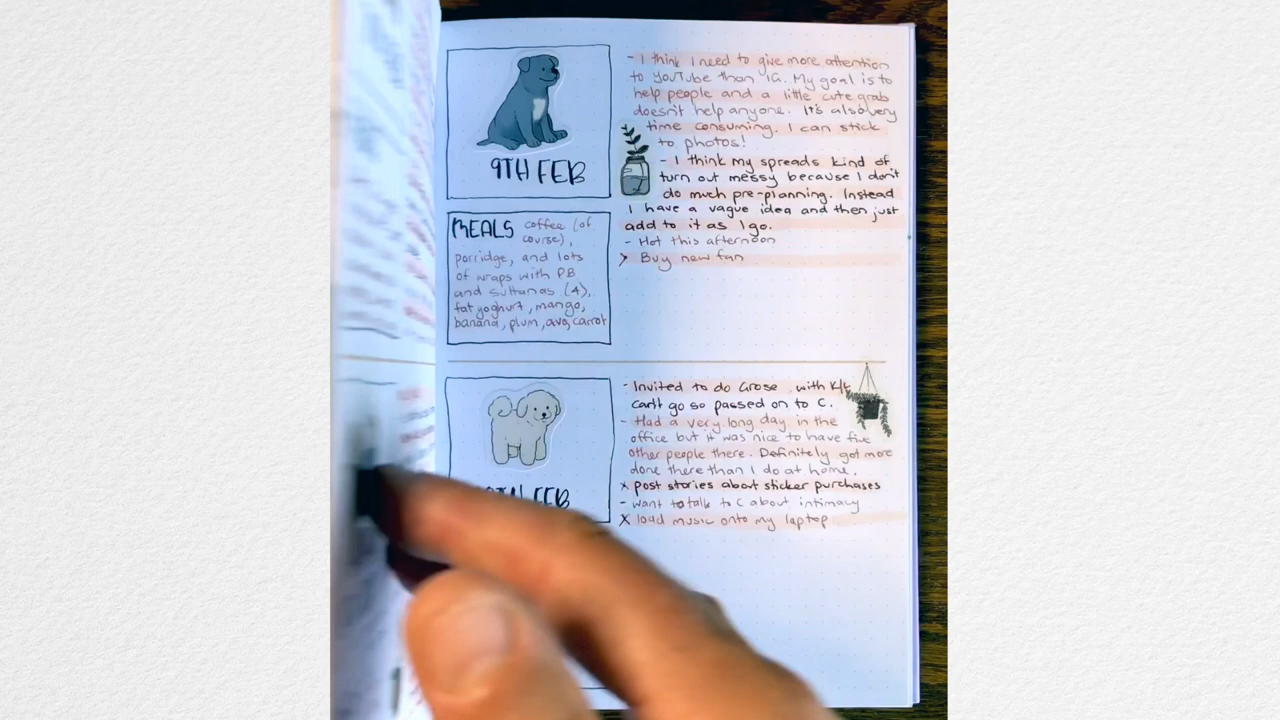 9TH FEB
MEALS coffee (of
course),
porridge, and lots
of wraps with PB
and sultanas (4),
fat yoghurt, mango,
banana, plum, avo, carrot
- I think I need to give more attention
to YouTube than IG. My goal is to
help people and a little cute grab
doesn't help anyone. It's also very
time consuming. I can stick
to photos!
I think my spreads kind of
turn out messy because I don't
do much pre-planning. Instead
I have a vague idea and then just
add to it as I go.
- Hot this afternoon
> Buy new fan
FEB
- Invited to do Grose with
can't go so passed on to C.
- Had a very long day in the
office but it was nice to have five
other people there. Definitely got more
done there than I do at home.
x post stories about sticker purchases
- want to talk to C about intimacy
X load music onto my laptop